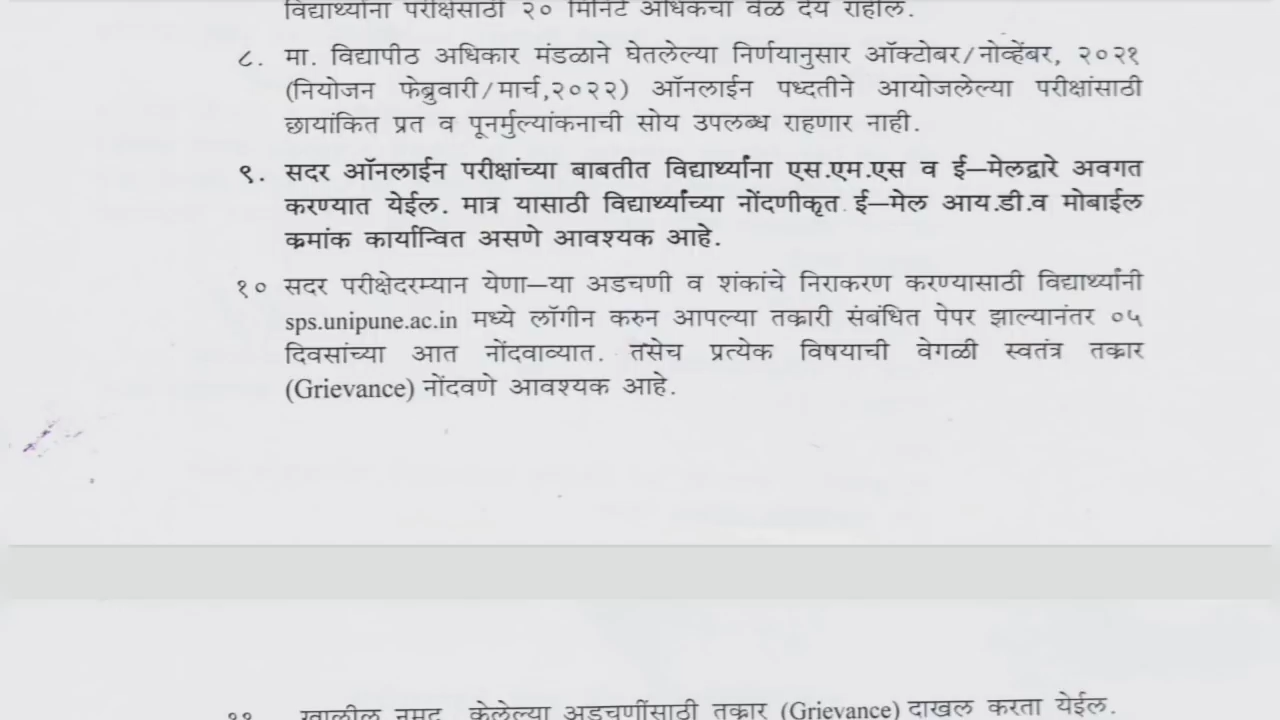 विद्यार्थ्यांना परीक्षेसाठी २० मिनिटे अधिकचा वेळ देय राहील.
८. मा. विद्यापीठ अधिकार मंडळाने घेतलेल्या निर्णयानुसार ऑक्टोबर/नोव्हेंबर, २०२१
(नियोजन फेब्रुवारी/मार्च,२०२२) ऑनलाईन पध्दतीने आयोजलेल्या परीक्षांसाठी
छायांकित प्रत व पूनर्मुल्यांकनाची सोय उपलब्ध राहणार नाही.
९. सदर ऑनलाईन परीक्षांच्या बाबतीत विद्यार्थ्यांना एस.एम.एस व ई—मेलद्वारे अवगत
करण्यात येईल. मात्र यासाठी विद्यार्थ्यांच्या नोंदणीकृत ई—मेल आय.डी.व मोबाईल
क्रमांक कार्यान्वित असणे आवश्यक आहे.
१० सदर परीक्षेदरम्यान येणा—या अडचणी व शंकांचे निराकरण करण्यासाठी विद्यार्थ्यांनी
sps.unipune.ac.in मध्ये लॉगीन करुन आपल्या तक्रारी संबंधित पेपर झाल्यानंतर ०५
दिवसांच्या आत नोंदवाव्यात. तसेच प्रत्येक विषयाची वेगळी स्वतंत्र तक्रार
(Grievance) नोंदवणे आवश्यक आहे.
११. खालील नमूद केलेल्या अडचणींसाठी तक्रार (Grievance) दाखल करता येईल.